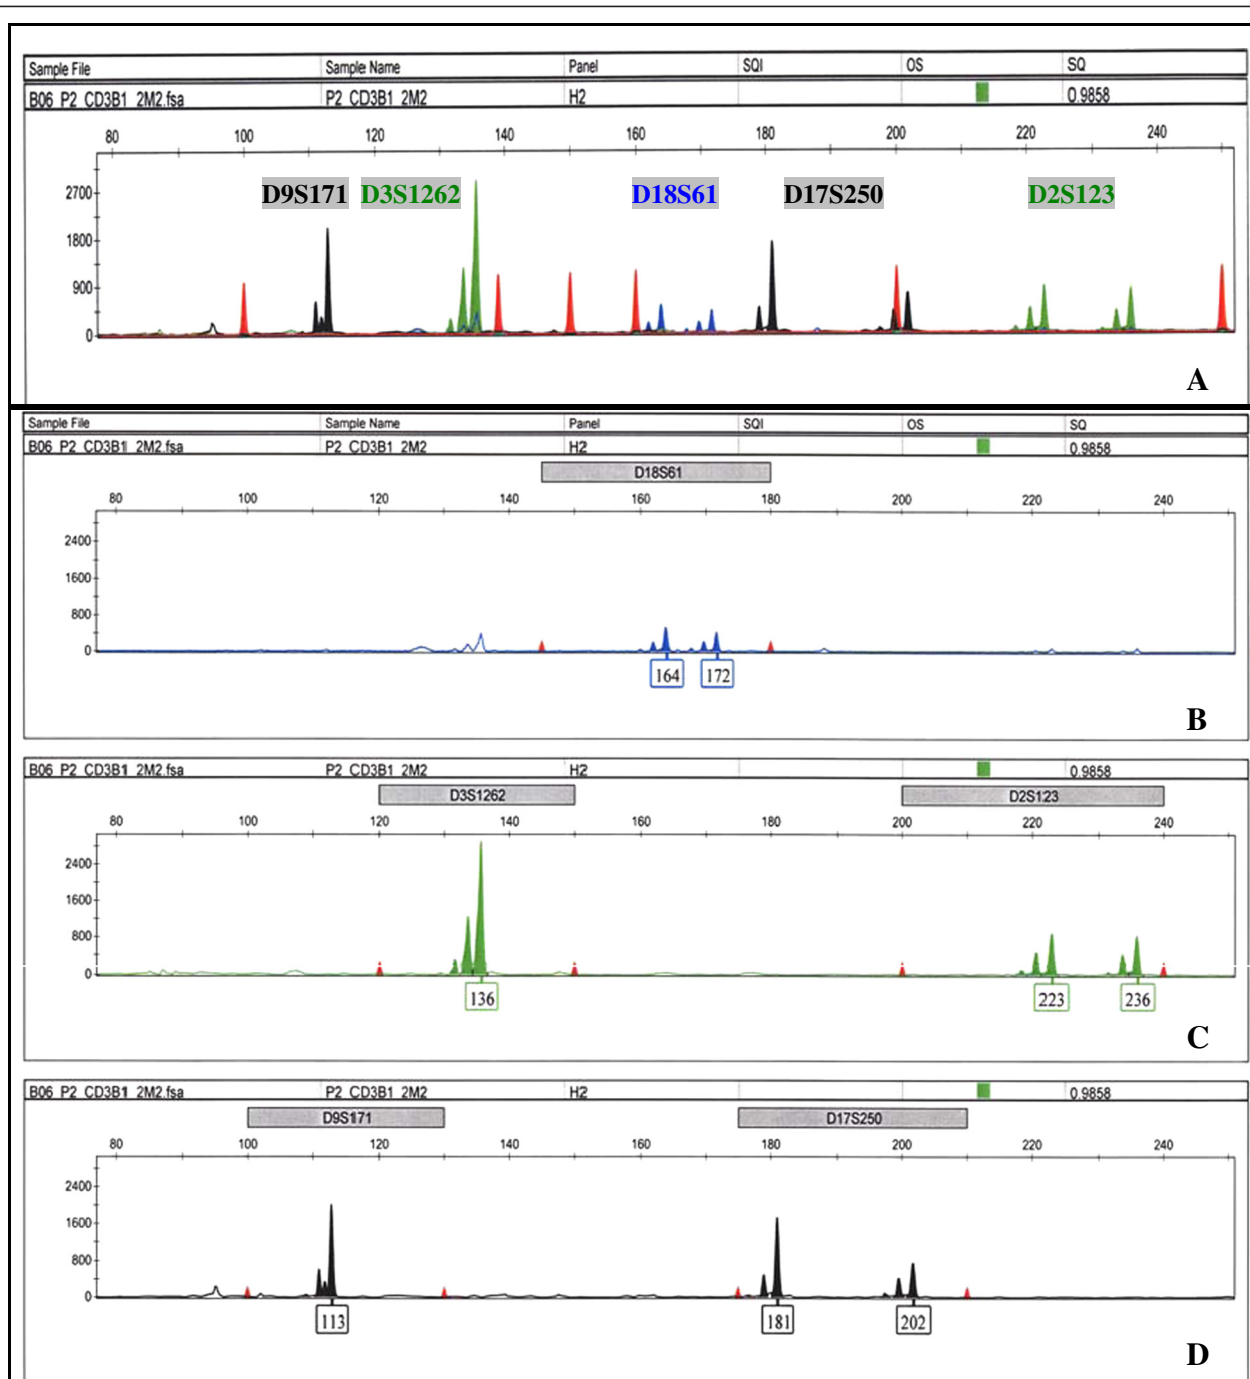 Sample File Sample Name Panel SQI OS SQ
B06 P2 CD3B1 2M2.fsa P2 CD3B1 2M2 H2 0.9858
80 100 120 140 160 180 200 220 240
D9S171 D3S1262 D18S61 D17S250 D2S123
2700
1800
900
0
A
Sample File Sample Name Panel SQI OS SQ
B06 P2 CD3B1 2M2.fsa P2 CD3B1 2M2 H2 0.9858
D18S61
80 100 120 140 160 180 200 220 240
2400
1600
800
0
164 172
B
B06 P2 CD3B1 2M2.fsa P2 CD3B1 2M2 H2 0.9858
D3S1262 D2S123
80 100 120 140 160 180 200 220 240
2400
1600
800
0
136 223 236
C
B06 P2 CD3B1 2M2.fsa P2 CD3B1 2M2 H2 0.9858
D9S171 D17S250
80 100 120 140 160 180 200 220 240
2400
1600
800
0
113 181 202
D